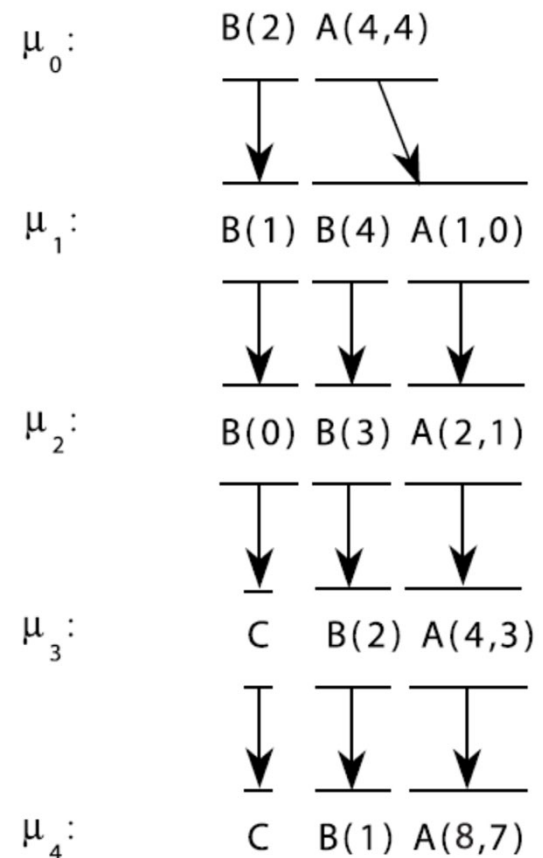 μ₀: B(2) A(4,4)
μ₁: B(1) B(4) A(1,0)
μ₂: B(0) B(3) A(2,1)
μ₃: C B(2) A(4,3)
μ₄: C B(1) A(8,7)